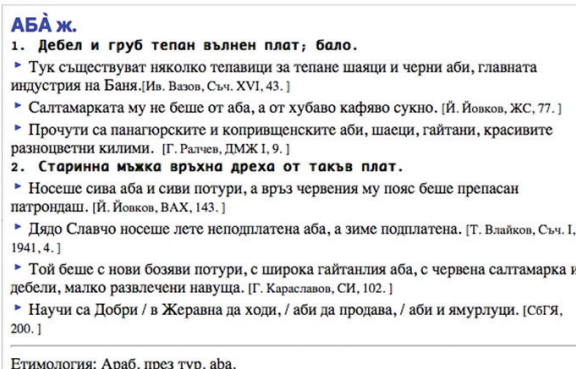 АБА̀ ж.
1. Дебел и груб тепан вълнен плат; бало.
‣ Тук съществуват няколко тепавици за тепане шаяци и черни аби, главната
индустрия на Баня.[Ив. Вазов, Съч. XVI, 43. ]
‣ Салтамарката му не беше от аба, а от хубаво кафяво сукно. [Й. Йовков, ЖС, 77. ]
‣ Прочути са панагюрските и копривщенските аби, шаеци, гайтани, красивите
разноцветни килими. [Г. Ралчев, ДМЖ I, 9. ]
2. Старинна мъжка връхна дреха от такъв плат.
‣ Носеше сива аба и сиви потури, а връз червения му пояс беше препасан
патрондаш. [Й. Йовков, ВАХ, 143. ]
‣ Дядо Славчо носеше лете неподплатена аба, а зиме подплатена. [Т. Влайков, Съч. I,
1941, 4. ]
‣ Той беше с нови бозяви потури, с широка гайтанлия аба, с червена салтамарка и
дебели, малко развлечени навуща. [Г. Караславов, СИ, 102. ]
‣ Научи са Добри / в Жеравна да ходи, / аби да продава, / аби и ямурлуци. [СбГЯ,
200. ]
Етимология: Араб. през тур. aba.